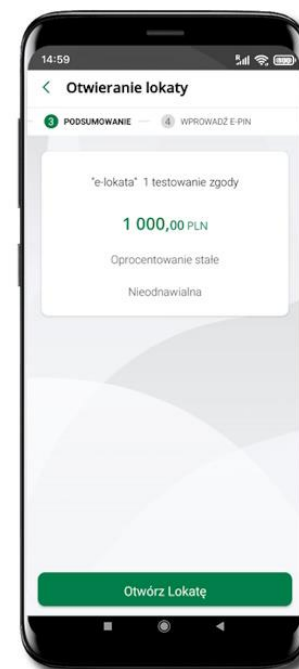 14:59
Otwieranie lokaty
3 PODSUMOWANIE 4 WPROWADŹ E-PIN
"e-lokata" 1 testowanie zgody
1 000,00 PLN
Oprocentowanie stałe
Nieodnawialna
Otwórz Lokatę